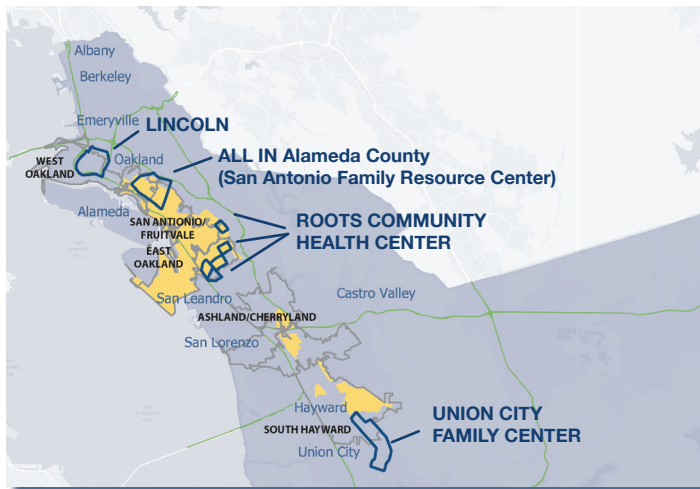 Albany
Berkeley
Emeryville
LINCOLN
WEST
OAKLAND
Oakland
ALL IN Alameda County
(San Antonio Family Resource Center)
Alameda
SAN ANTONIO/
FRUITVALE
ROOTS COMMUNITY
HEALTH CENTER
EAST
OAKLAND
San Leandro
Castro Valley
ASHLAND/CHERRYLAND
San Lorenzo
Hayward
UNION CITY
FAMILY CENTER
SOUTH HAYWARD
Union City